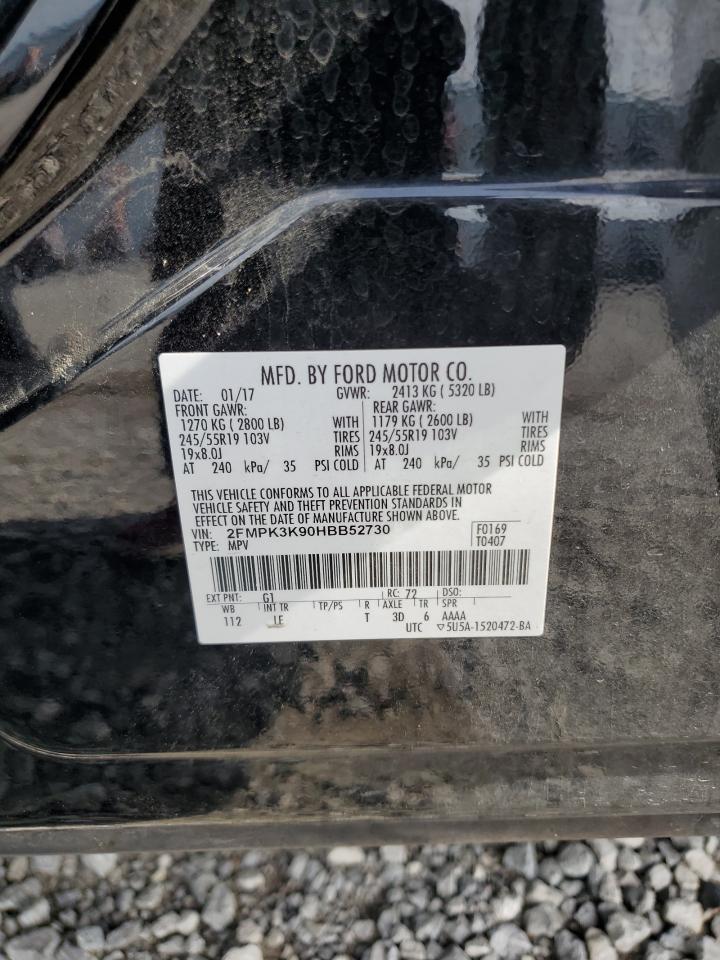 MFD. BY FORD MOTOR CO.
DATE: 01/17 GVWR: 2413 KG ( 5320 LB)
FRONT GAWR: REAR GAWR:
1270 KG ( 2800 LB) WITH 1179 KG ( 2600 LB) WITH
245/55R19 103V TIRES 245/55R19 103V TIRES
19x8.0J RIMS 19x8.0J RIMS
AT 240 kPa/ 35 PSI COLD AT 240 kPa/ 35 PSI COLD
THIS VEHICLE CONFORMS TO ALL APPLICABLE FEDERAL MOTOR
VEHICLE SAFETY AND THEFT PREVENTION STANDARDS IN
EFFECT ON THE DATE OF MANUFACTURE SHOWN ABOVE.
VIN: 2FMPK3K90HBB52730 F0169
TYPE: MPV T0407
EXT PNT: G1 RC: 72 DSO:
WB INT TR TP/PS R AXLE TR SPR
112 LE T 3D 6 AAAA
UTC ▽5U5A-1520472-BA